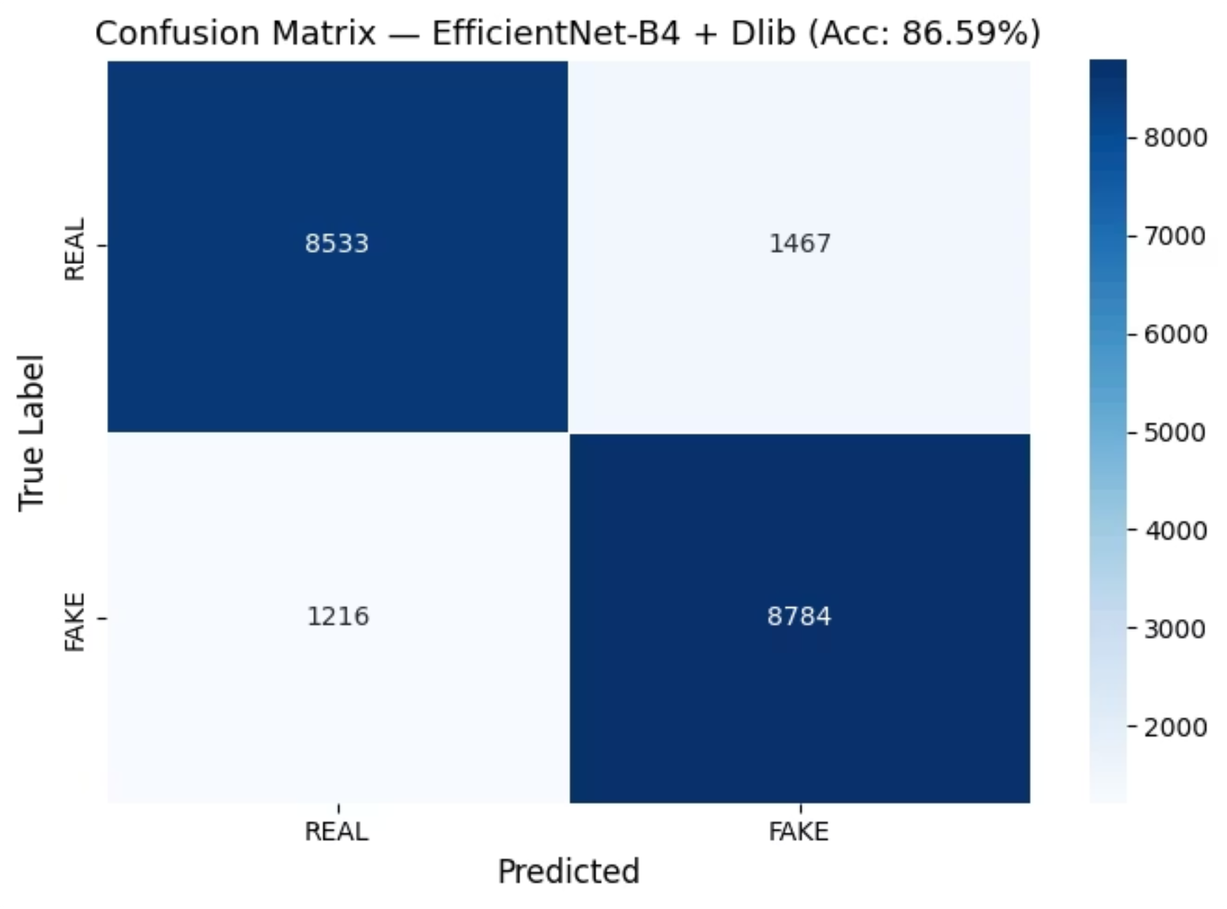 Confusion Matrix — EfficientNet-B4 + Dlib (Acc: 86.59%)
True Label
REAL
FAKE
8533
1467
1216
8784
REAL
FAKE
Predicted
8000
7000
6000
5000
4000
3000
2000